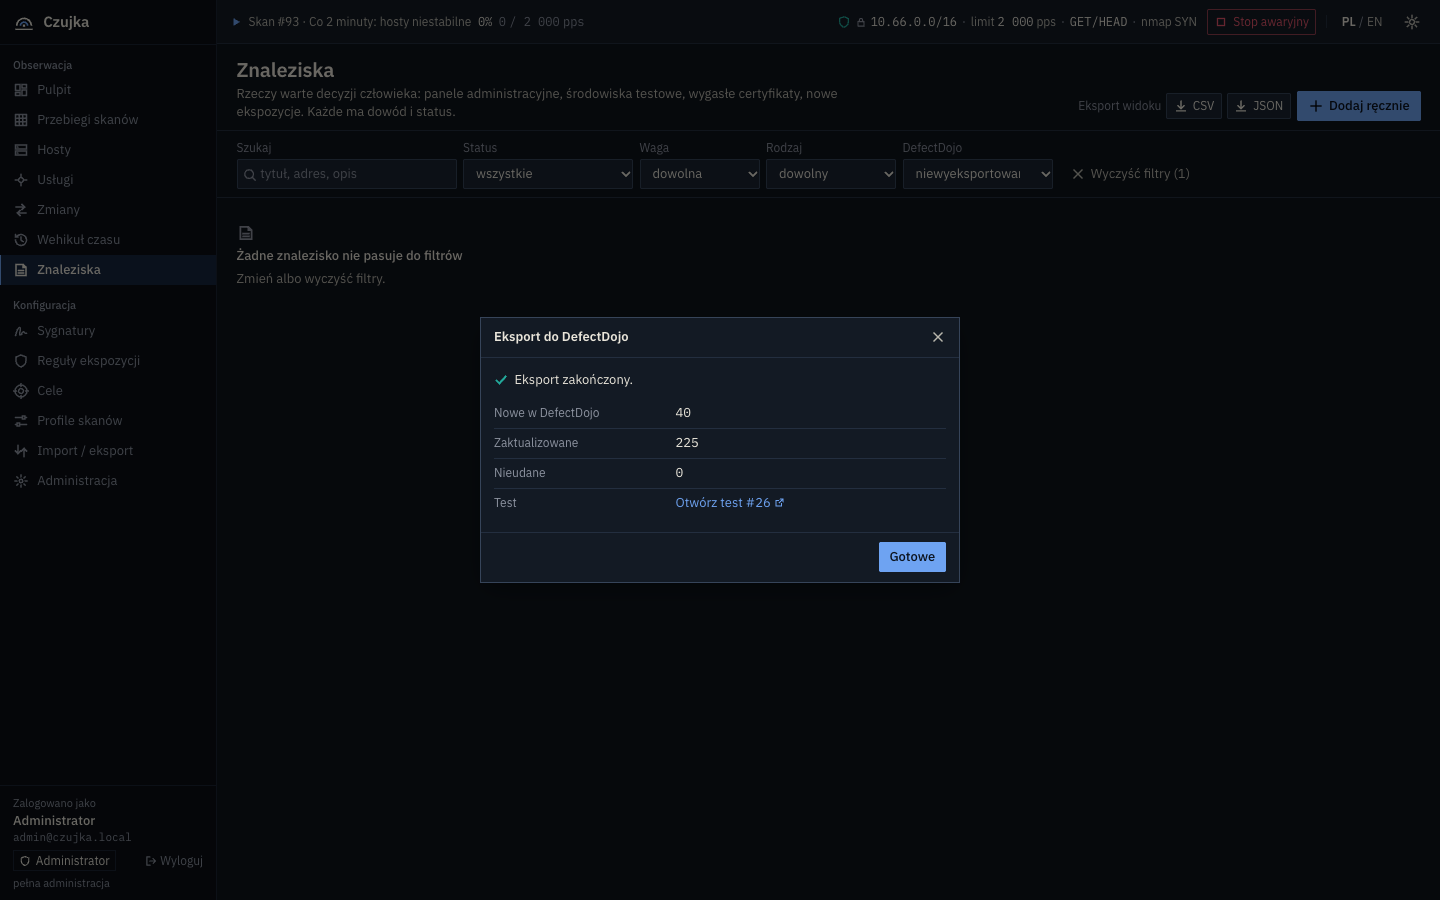 Czujka
Skan #93 · Co 2 minuty: hosty niestabilne 0% 0 / 2 000 pps
10.66.0.0/16 · limit 2 000 pps · GET/HEAD · nmap SYN
Stop awaryjny
PL / EN
Obserwacja
Pulpit
Przebiegi skanów
Hosty
Usługi
Zmiany
Wehikuł czasu
Znaleziska
Konfiguracja
Sygnatury
Reguły ekspozycji
Cele
Profile skanów
Import / eksport
Administracja
Zalogowano jako
Administrator
admin@czujka.local
Administrator
Wyloguj
pełna administracja
Znaleziska
Rzeczy warte decyzji człowieka: panele administracyjne, środowiska testowe, wygasłe certyfikaty, nowe
ekspozycje. Każde ma dowód i status.
Eksport widoku
CSV
JSON
Dodaj ręcznie
Szukaj
Status
Waga
Rodzaj
DefectDojo
tytuł, adres, opis
wszystkie
dowolna
dowolny
niewyeksportowan
Wyczyść filtry (1)
Żadne znalezisko nie pasuje do filtrów
Zmień albo wyczyść filtry.
Eksport do DefectDojo
Eksport zakończony.
Nowe w DefectDojo 40
Zaktualizowane 225
Nieudane 0
Test Otwórz test #26
Gotowe